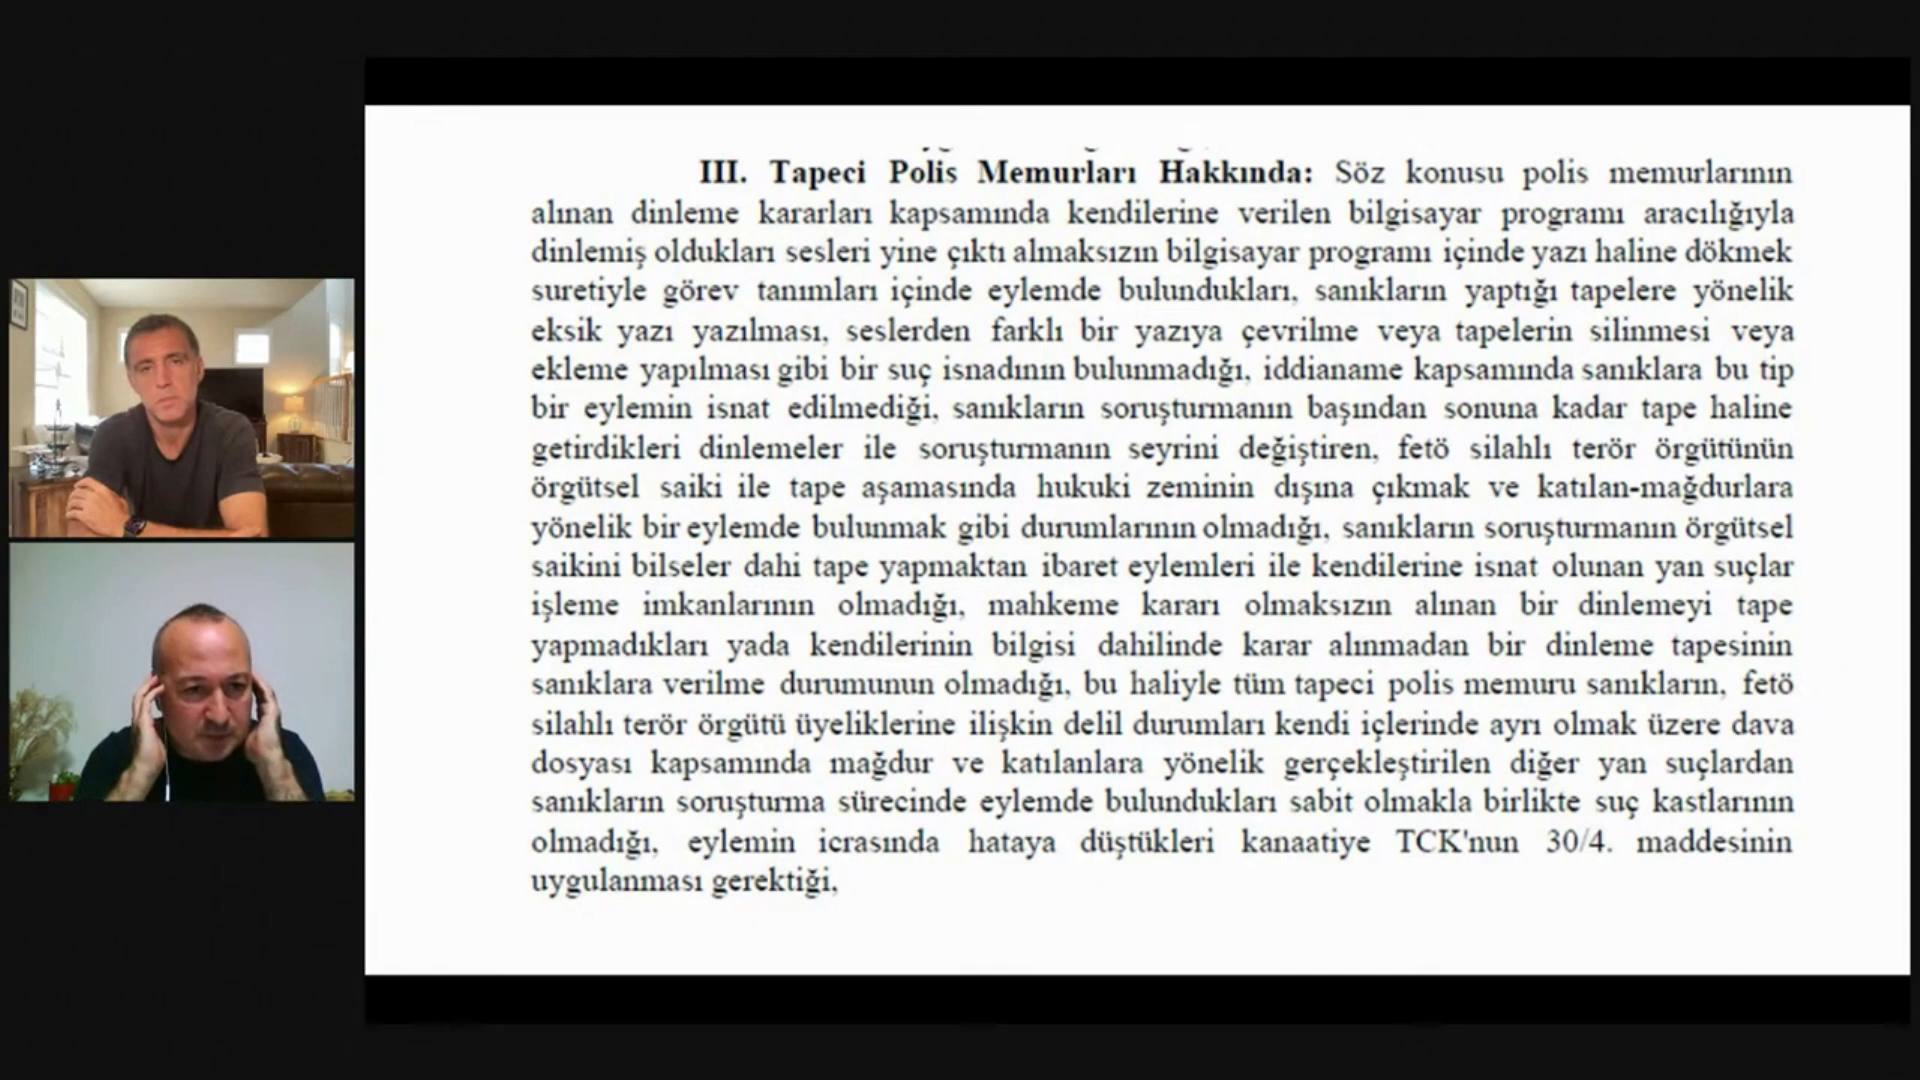 III. Tapeci Polis Memurları Hakkında: Söz konusu polis memurlarının
alınan dinleme kararları kapsamında kendilerine verilen bilgisayar programı aracılığıyla
dinlemiş oldukları sesleri yine çıktı almaksızın bilgisayar programı içinde yazı haline dökmek
suretiyle görev tanımları içinde eylemde bulundukları, sanıkların yaptığı tapelere yönelik
eksik yazı yazılması, seslerden farklı bir yazıya çevrilme veya tapelerin silinmesi veya
ekleme yapılması gibi bir suç isnadının bulunmadığı, iddianame kapsamında sanıklara bu tip
bir eylemin isnat edilmediği, sanıkların soruşturmanın başından sonuna kadar tape haline
getirdikleri dinlemeler ile soruşturmanın seyrini değiştiren, fetö silahlı terör örgütünün
örgütsel saiki ile tape aşamasında hukuki zeminin dışına çıkmak ve katılan-mağdurlara
yönelik bir eylemde bulunmak gibi durumlarının olmadığı, sanıkların soruşturmanın örgütsel
saikini bilseler dahi tape yapmaktan ibaret eylemleri ile kendilerine isnat olunan yan suçlar
işleme imkanlarının olmadığı, mahkeme kararı olmaksızın alınan bir dinlemeyi tape
yapmadıkları yada kendilerinin bilgisi dahilinde karar alınmadan bir dinleme tapesinin
sanıklara verilme durumunun olmadığı, bu haliyle tüm tapeci polis memuru sanıkların, fetö
silahlı terör örgütü üyeliklerine ilişkin delil durumları kendi içlerinde ayrı olmak üzere dava
dosyası kapsamında mağdur ve katılanlara yönelik gerçekleştirilen diğer yan suçlardan
sanıkların soruşturma sürecinde eylemde bulundukları sabit olmakla birlikte suç kastlarının
olmadığı, eylemin icrasında hataya düştükleri kanaatiye TCK'nun 30/4. maddesinin
uygulanması gerektiği,